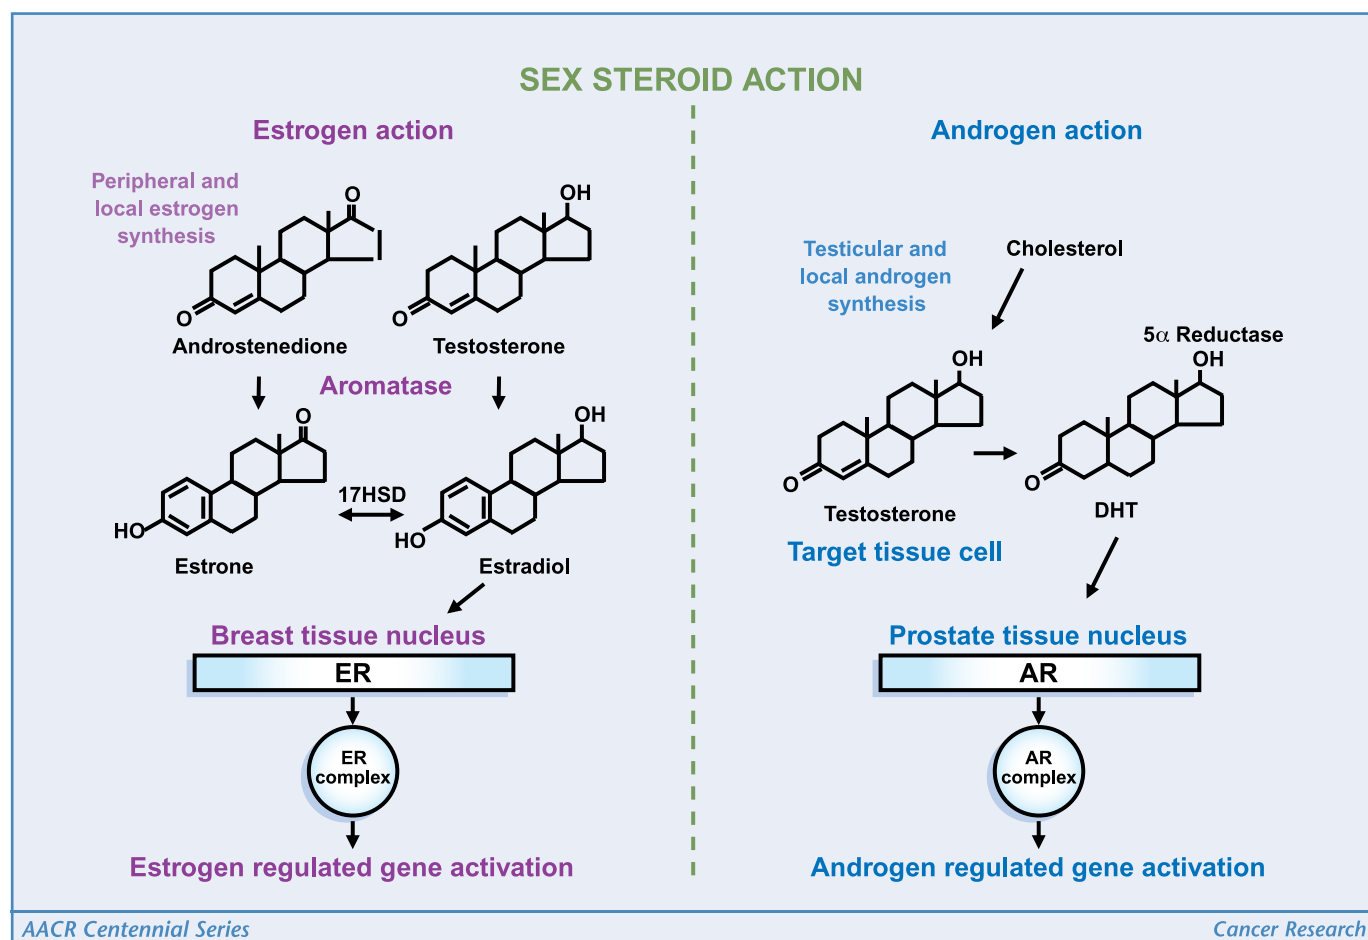 SEX STEROID ACTION
Estrogen action
Peripheral and
local estrogen
synthesis
O
O
Androstenedione
OH
O
Testosterone
Aromatase
O
HO
Estrone
17HSD
OH
HO
Estradiol
Breast tissue nucleus
ER
ER
complex
Estrogen regulated gene activation
Androgen action
Testicular and
local androgen
synthesis
Cholesterol
OH
O
Testosterone
5α Reductase
OH
O
DHT
Target tissue cell
Prostate tissue nucleus
AR
AR
complex
Androgen regulated gene activation
AACR Centennial Series
Cancer Research